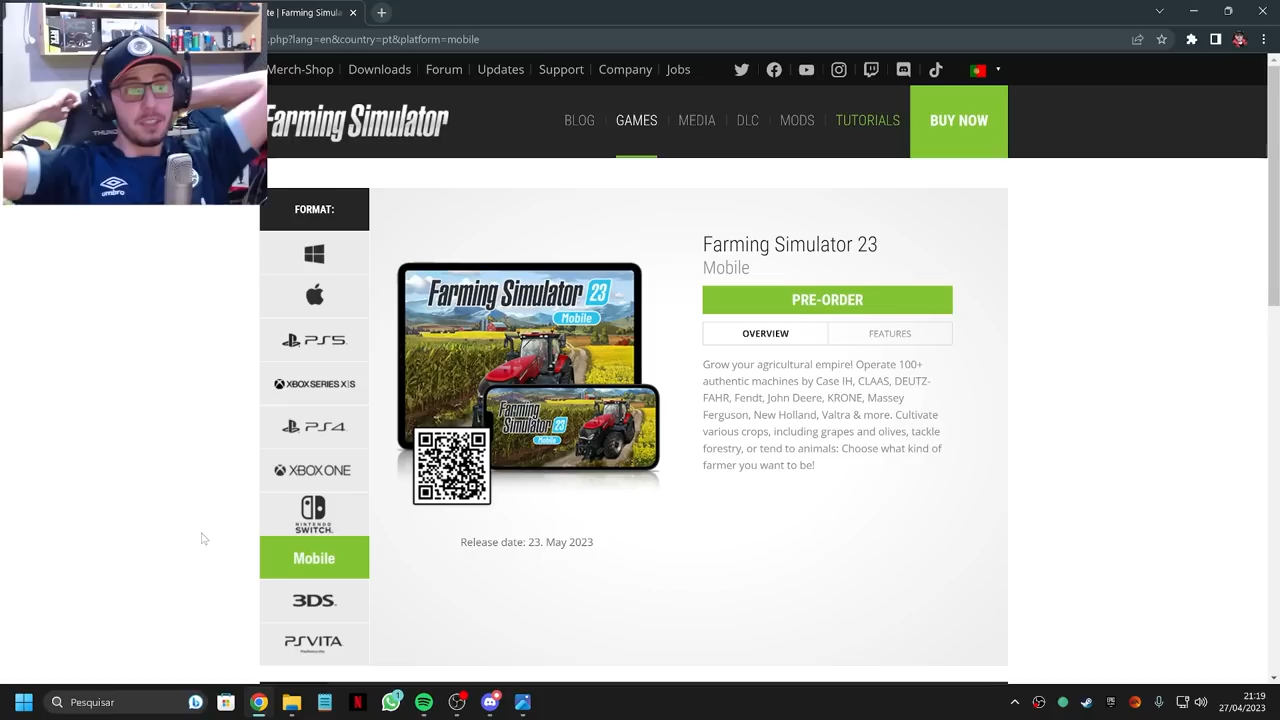 te | Farming Simula
.php?lang=en&country=pt&platform=mobile
Merch-Shop | Downloads | Forum | Updates | Support | Company | Jobs
Farming Simulator
BLOG GAMES MEDIA DLC MODS TUTORIALS BUY NOW
FORMAT:
PS5
XBOX SERIES X|S
PS4
XBOX ONE
NINTENDO
SWITCH
Mobile
3DS
PSVITA
Farming Simulator 23
Mobile
Farming
Simulator 23
Mobile
Release date: 23. May 2023
Farming Simulator 23
Mobile
PRE-ORDER
OVERVIEW FEATURES
Grow your agricultural empire! Operate 100+
authentic machines by Case IH, CLAAS, DEUTZ-
FAHR, Fendt, John Deere, KRONE, Massey
Ferguson, New Holland, Valtra & more. Cultivate
various crops, including grapes and olives, tackle
forestry, or tend to animals: Choose what kind of
farmer you want to be!
umbro
Pesquisar
1
21:19
27/04/2023